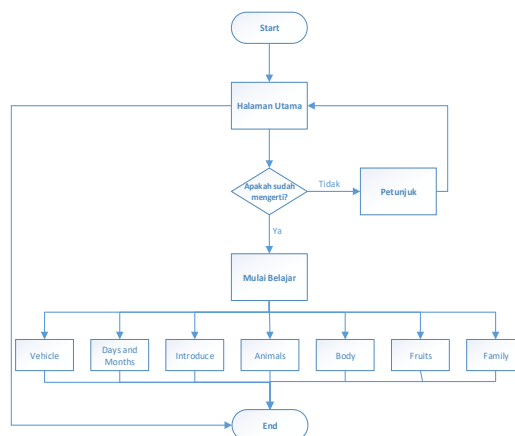 Start
Halaman Utama
Apakah sudah
mengerti?
Tidak
Petunjuk
Ya
Mulai Belajar
Vehicle
Days and
Months
Introduce
Animals
Body
Fruits
Family
End